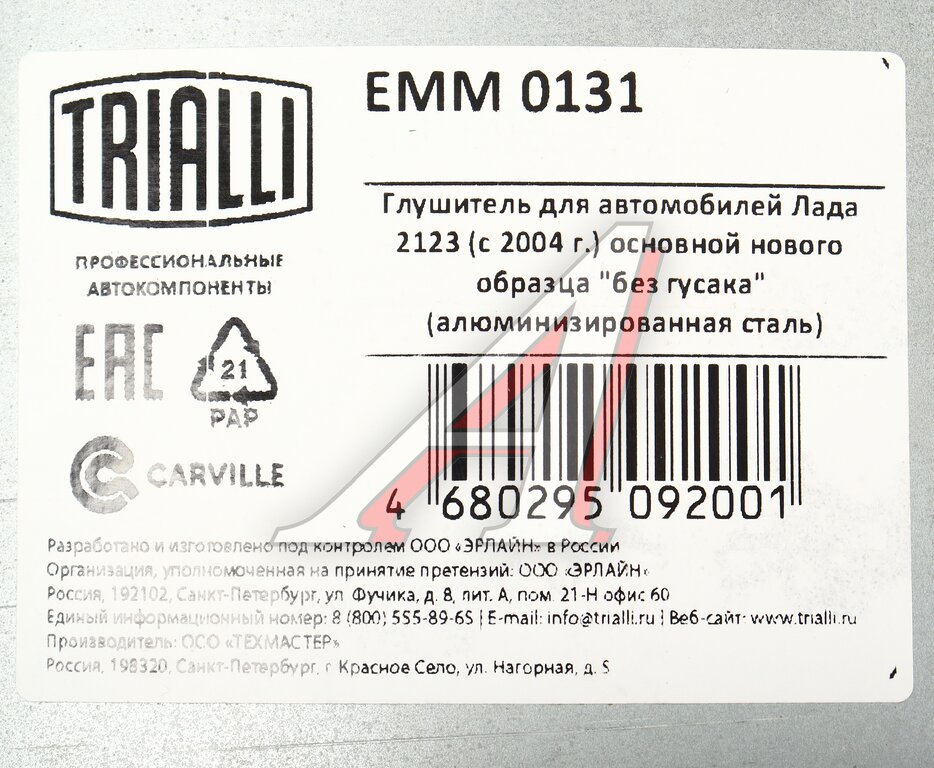 TRIALLI
ПРОФЕССИОНАЛЬНЫЕ
АВТОКОМПОНЕНТЫ
EAC
21
PAP
CARVILLE
EMM 0131
Глушитель для автомобилей Лада
2123 (с 2004 г.) основной нового
образца "без гусака"
(алюминизированная сталь)
4 680295 092001
Разработано и изготовлено под контролем ООО «ЭРЛАЙН» в России
Организация, уполномоченная на принятие претензий: ООО «ЭРЛАЙН»
Россия, 192102, Санкт-Петербург, ул Фучика, д. 8, лит. А, пом. 21-Н офис 60
Единый информационный номер: 8 (800) 555-89-65 | E-mail: info@trialli.ru | Веб-сайт: www.trialli.ru
Производитель: ООО «ТЕХМАСТЕР»
Россия, 198320, Санкт-Петербург, г Красное Село, ул. Нагорная, д. 5